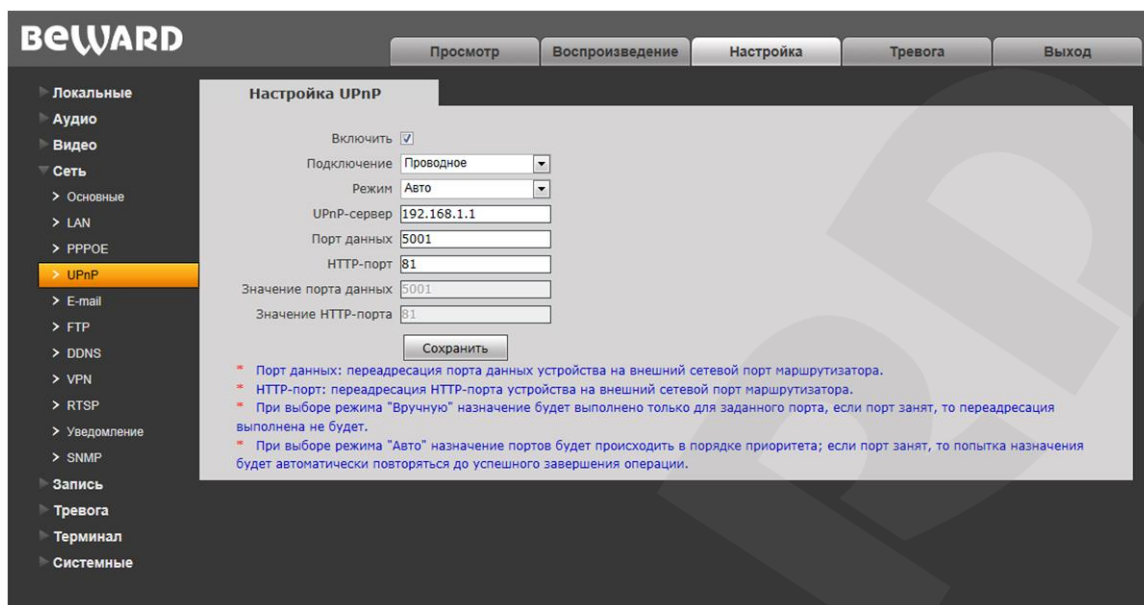 BEWARD
Просмотр
Воспроизведение
Настройка
Тревога
Выход
Локальные
Аудио
Видео
Сеть
> Основные
> LAN
> PPPOE
> UPnP
> E-mail
> FTP
> DDNS
> VPN
> RTSP
> Уведомление
> SNMP
Запись
Тревога
Терминал
Системные
Настройка UPnP
Включить
Подключение Проводное
Режим Авто
UPnP-сервер 192.168.1.1
Порт данных 5001
HTTP-порт 81
Значение порта данных 5001
Значение HTTP-порта 81
Сохранить
* Порт данных: переадресация порта данных устройства на внешний сетевой порт маршрутизатора.
* HTTP-порт: переадресация HTTP-порта устройства на внешний сетевой порт маршрутизатора.
* При выборе режима "Вручную" назначение будет выполнено только для заданного порта, если порт занят, то переадресация
выполнена не будет.
* При выборе режима "Авто" назначение портов будет происходить в порядке приоритета; если порт занят, то попытка назначения
будет автоматически повторяться до успешного завершения операции.